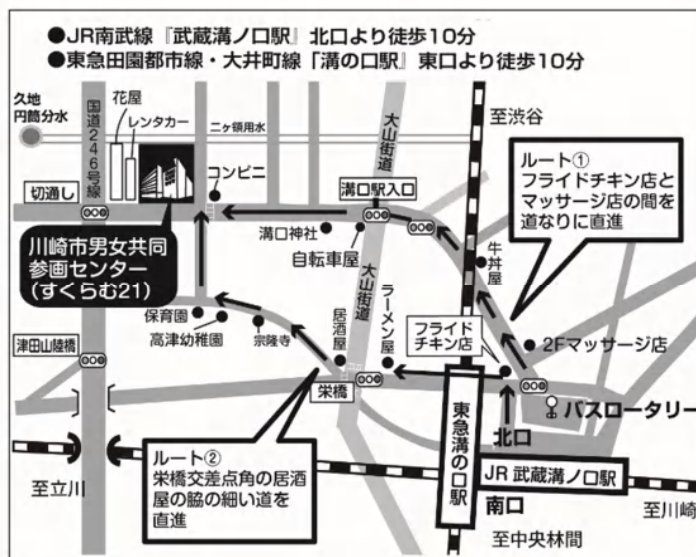 ●JR南武線『武蔵溝ノ口駅』北口より徒歩10分
●東急田園都市線・大井町線「溝の口駅」東口より徒歩10分
久地
円筒分水
国道246号線
花屋
レンタカー
二ヶ領用水
大山街道
至渋谷
ルート①
フライドチキン店と
マッサージ店の間を
道なりに直進
コンビニ
切通し
溝口駅入口
川崎市男女共同
参画センター
(すくらむ21)
溝口神社
自転車屋
牛丼屋
大山街道
保育園
高津幼稚園
宗隆寺
居酒屋
ラーメン屋
フライド
チキン店
2Fマッサージ店
津田山陸橋
栄橋
バスロータリー
北口
東急溝の口駅
ルート②
栄橋交差点角の居酒
屋の脇の細い道を
直進
JR 武蔵溝ノ口駅
至立川
南口
至川崎
至中央林間